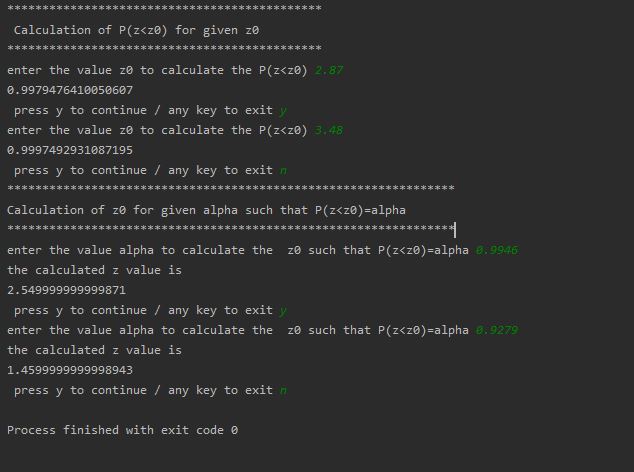 *********************************************
Calculation of P(z<z0) for given z0
*********************************************
enter the value z0 to calculate the P(z<z0) 2.87
0.9979476410050607
press y to continue / any key to exit y
enter the value z0 to calculate the P(z<z0) 3.48
0.9997492931087195
press y to continue / any key to exit n
****************************************************************
Calculation of z0 for given alpha such that P(z<z0)=alpha
****************************************************************
enter the value alpha to calculate the  z0 such that P(z<z0)=alpha 0.9946
the calculated z value is
2.549999999999871
press y to continue / any key to exit y
enter the value alpha to calculate the  z0 such that P(z<z0)=alpha 0.9279
the calculated z value is
1.4599999999998943
press y to continue / any key to exit n
Process finished with exit code 0